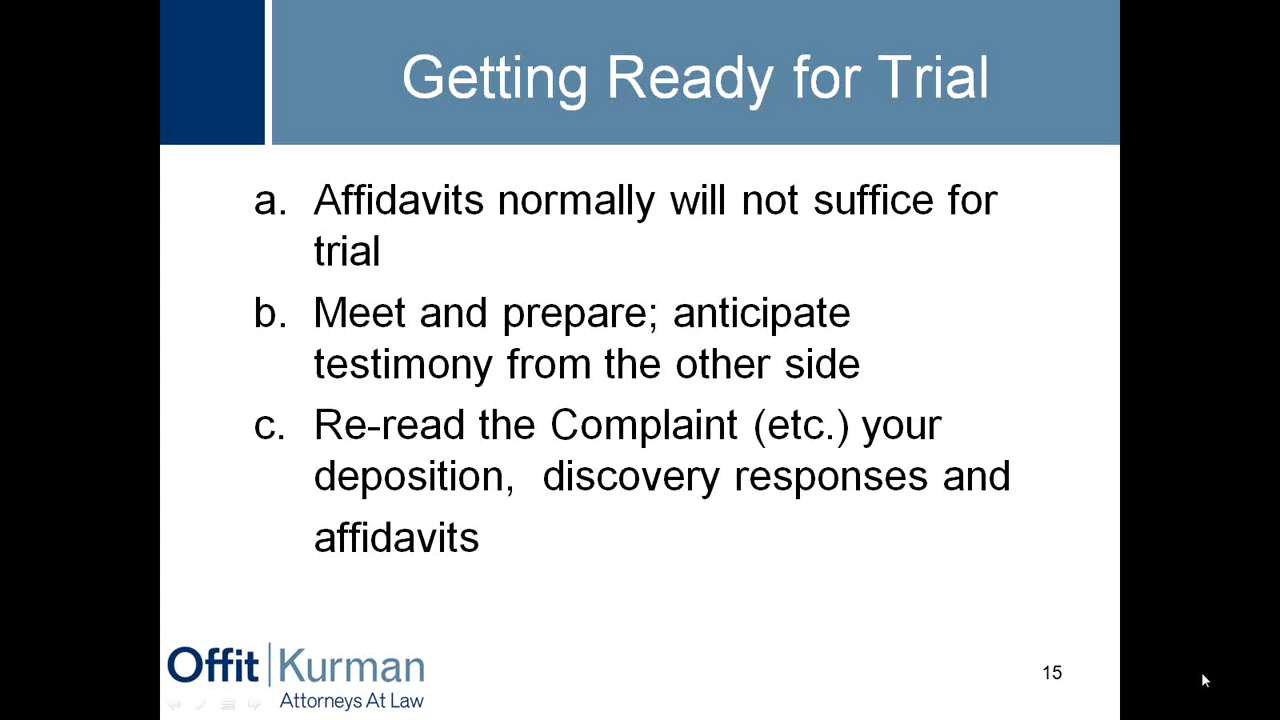 Getting Ready for Trial
a. Affidavits normally will not suffice for
trial
b. Meet and prepare; anticipate
testimony from the other side
c. Re-read the Complaint (etc.) your
deposition,  discovery responses and
affidavits
Offit Kurman
Attorneys At Law
15